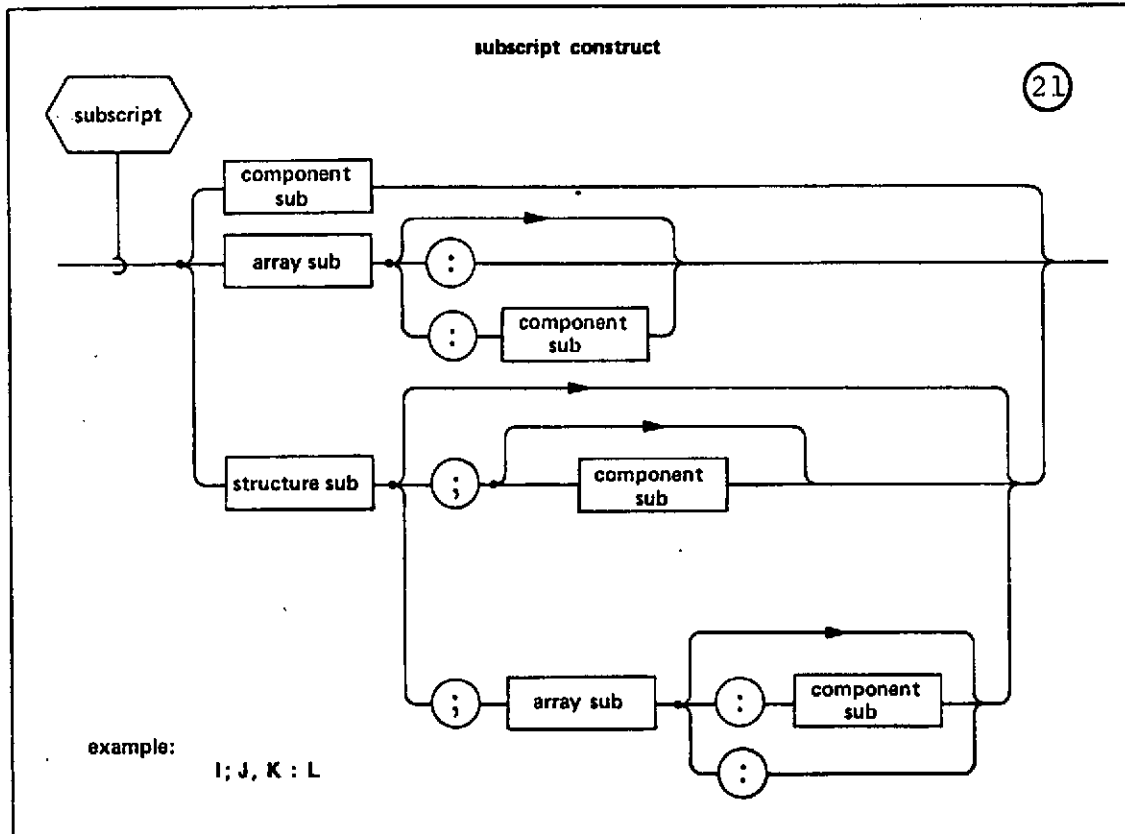 subscript construct
21
subscript
component
sub
array sub
:
:
component
sub
structure sub
;
component
sub
;
array sub
:
component
sub
:
example:
I; J, K : L